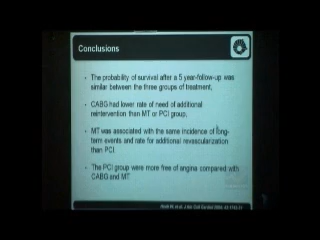 Conclusions
• The probability of survival after a 5 year-follow-up was
similar between the three groups of treatment;
• CABG had lower rate of need of additional
reintervention than MT or PCI group;
• MT was associated with the same incidence of long-
term events and rate for additional revascularization
than PCI.
• The PCI group were more free of angina compared with
CABG and MT